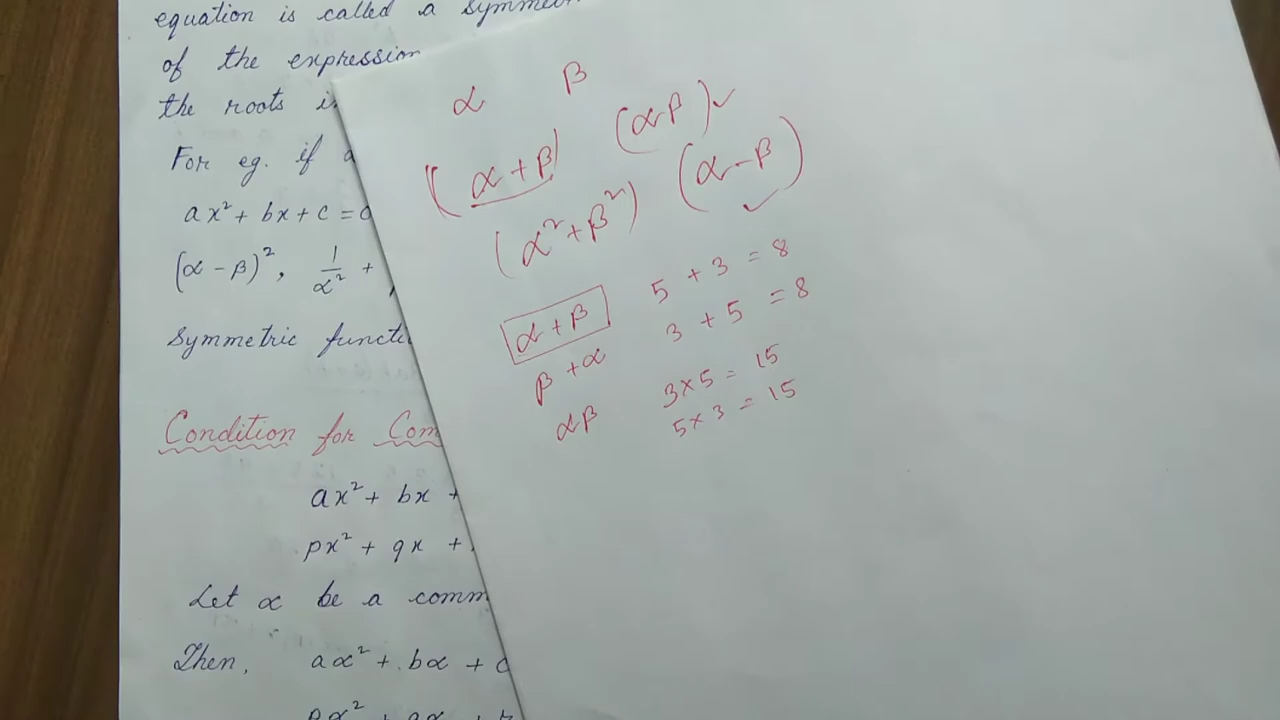 equation is called a
of the expression
the roots
For eg. if
ax² + bx + c =
(α - β)², 1/α² +
Symmetric
Condition for
ax² + bx +
px² + qx +
Let α be a
Then, aα² + bα + c
α β
(α + β) (αβ) ✓
(α² + β²) (α - β) ✓
α + β 5 + 3 = 8
β + α 3 + 5 = 8
αβ 3×5 = 15
5×3 = 15